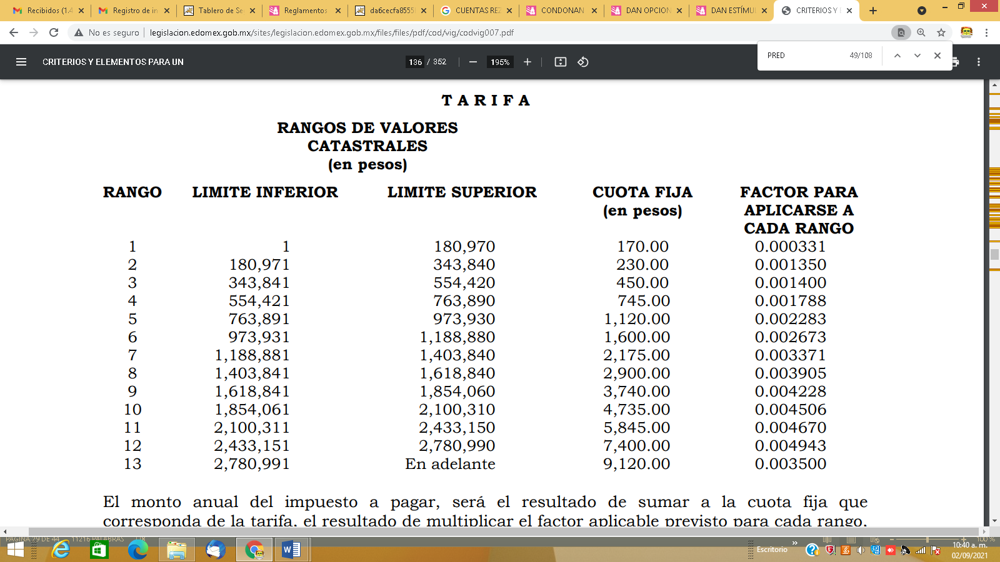 Recibidos (1.4
Registro de in
Tablero de Se
Reglamentos
da6cecfa8555
CUENTAS REZ
CONDONAN
DAN OPCION
DAN ESTÍMU
CRITERIOS Y
No es seguro
legislacion.edomex.gob.mx/sites/legislacion.edomex.gob.mx/files/files/pdf/cod/vig/codvig007.pdf
CRITERIOS Y ELEMENTOS PARA UN
136 / 352
195%
PRED 49/108
T A R I F A
RANGOS DE VALORES
CATASTRALES
(en pesos)
RANGO LIMITE INFERIOR LIMITE SUPERIOR CUOTA FIJA FACTOR PARA
(en pesos) APLICARSE A
CADA RANGO
1 1 180,970 170.00 0.000331
2 180,971 343,840 230.00 0.001350
3 343,841 554,420 450.00 0.001400
4 554,421 763,890 745.00 0.001788
5 763,891 973,930 1,120.00 0.002283
6 973,931 1,188,880 1,600.00 0.002673
7 1,188,881 1,403,840 2,175.00 0.003371
8 1,403,841 1,618,840 2,900.00 0.003905
9 1,618,841 1,854,060 3,740.00 0.004228
10 1,854,061 2,100,310 4,735.00 0.004506
11 2,100,311 2,433,150 5,845.00 0.004670
12 2,433,151 2,780,990 7,400.00 0.004943
13 2,780,991 En adelante 9,120.00 0.003500
El monto anual del impuesto a pagar, será el resultado de sumar a la cuota fija que
corresponda de la tarifa, el resultado de multiplicar el factor aplicable previsto para cada rango,
PÁGINA 29 DE 44 11216 PALABRAS
100 %
Escritorio
10:40 a. m.
02/09/2021